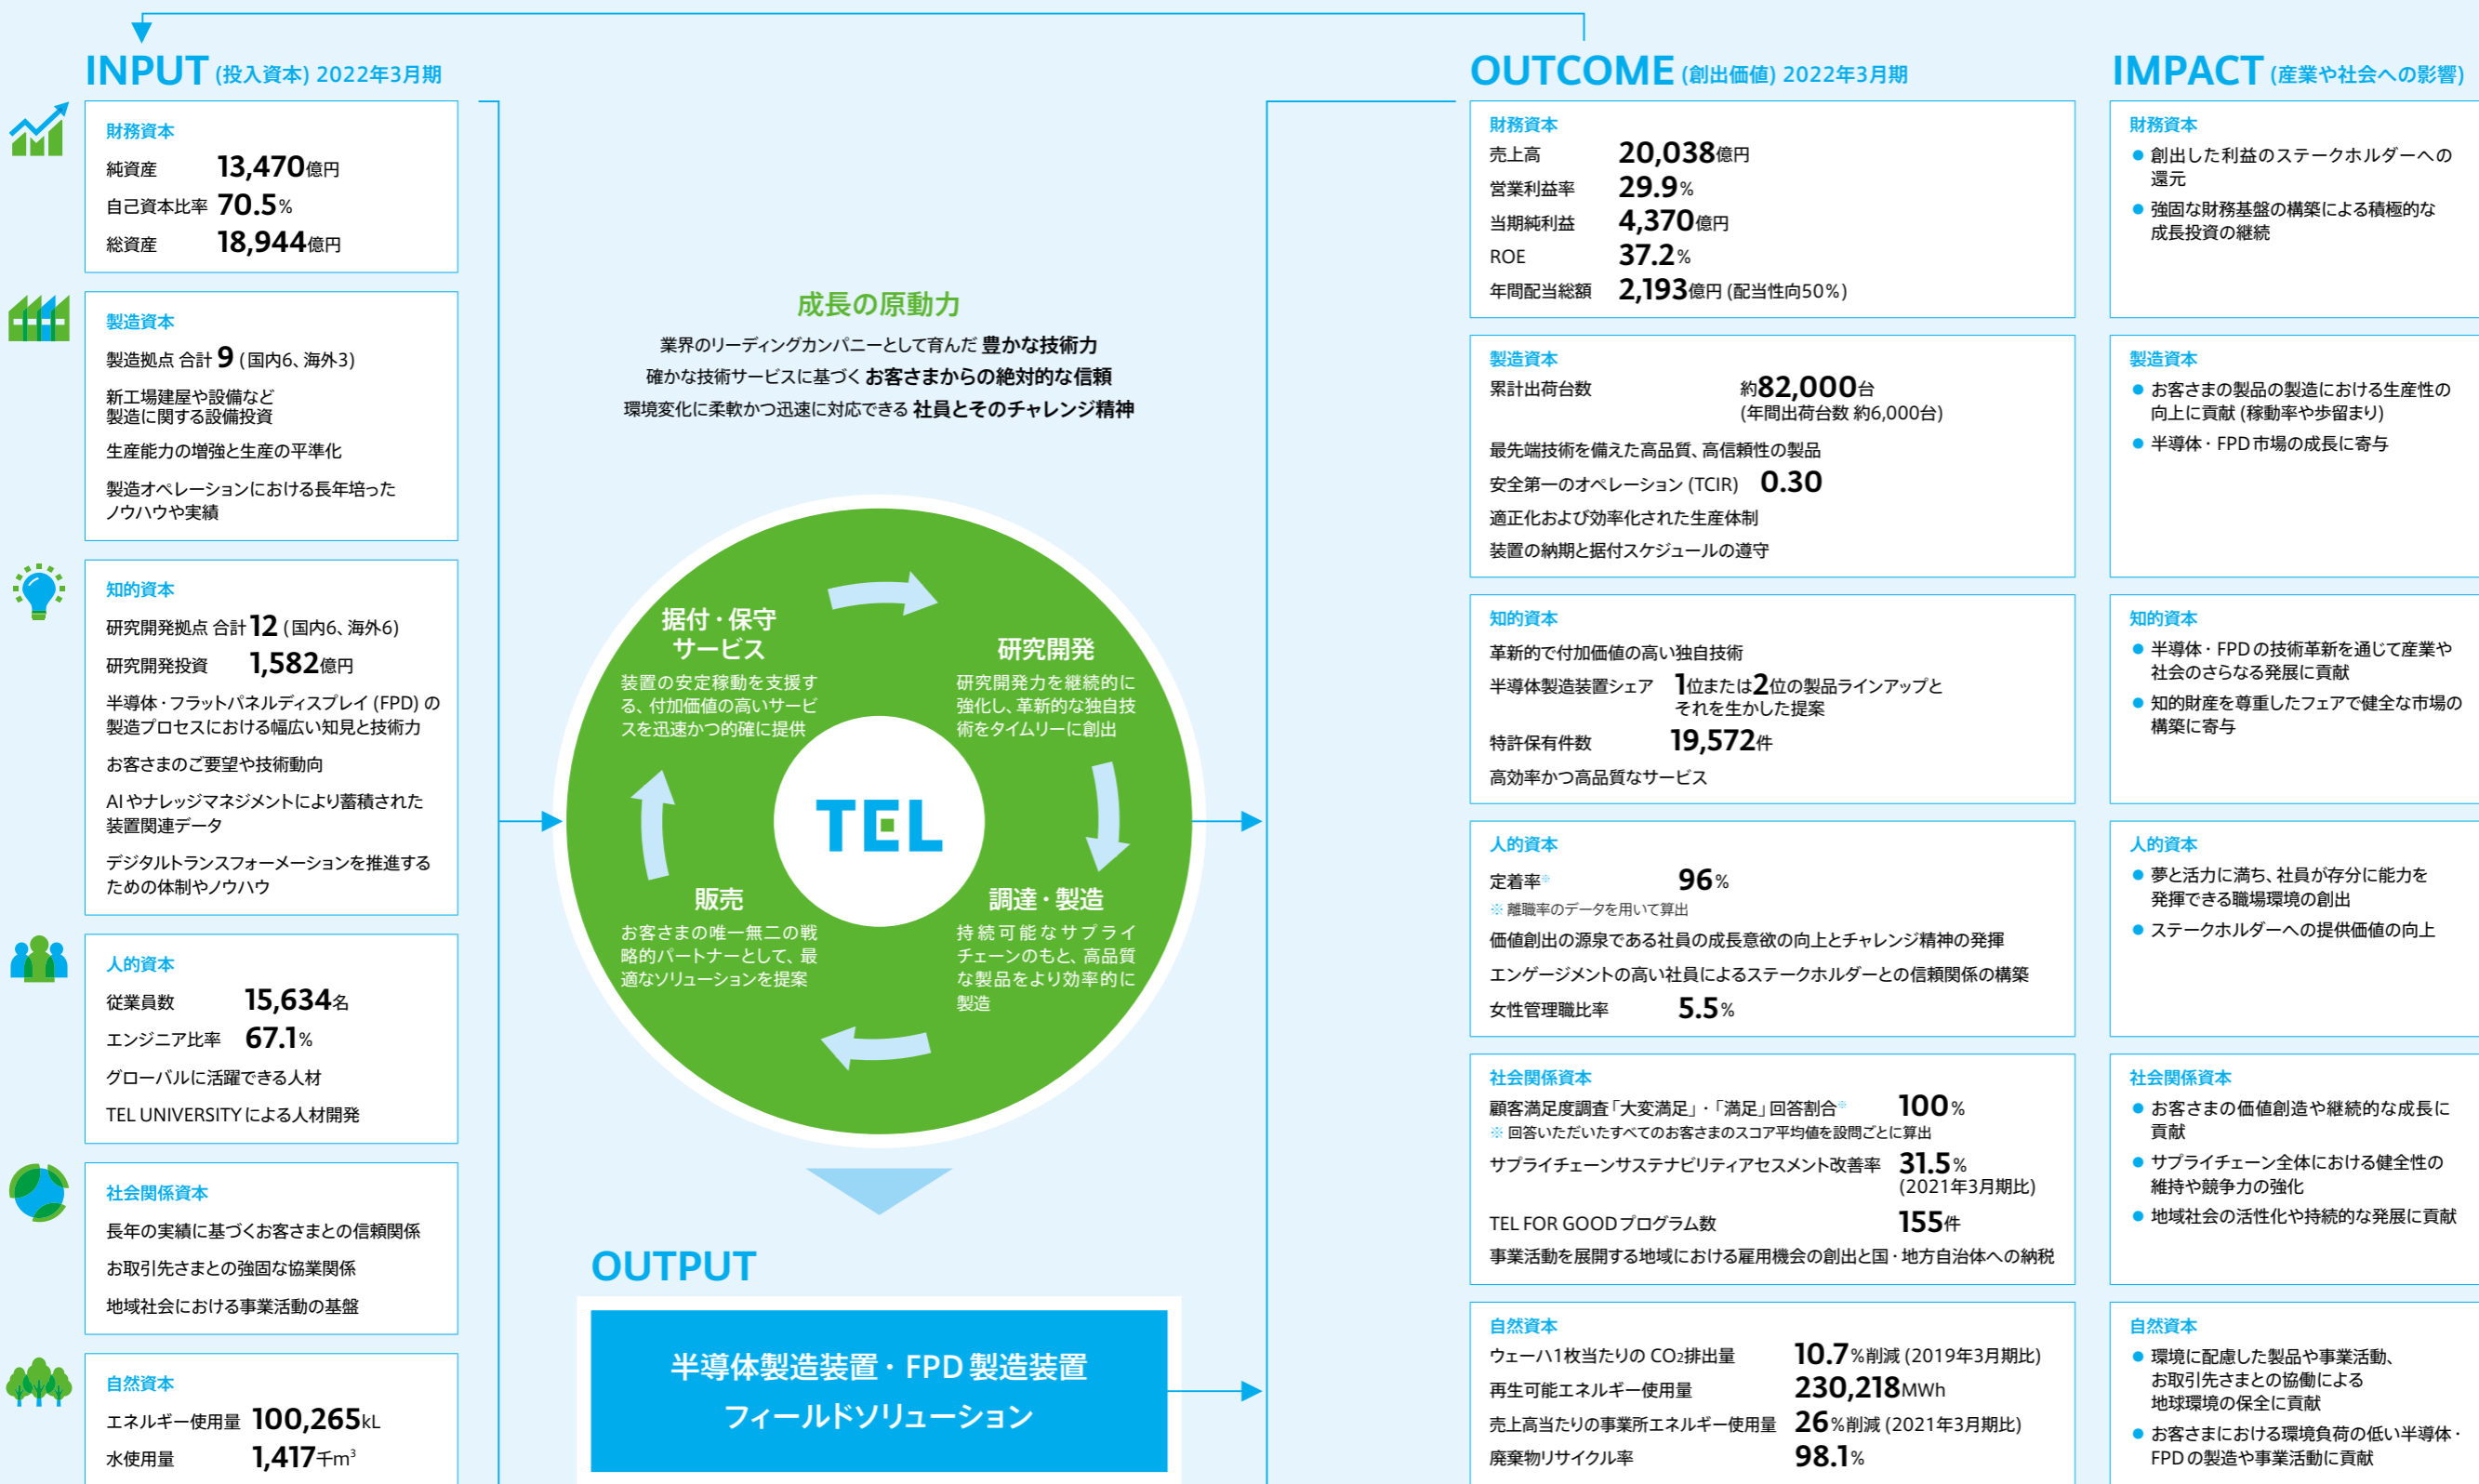 INPUT (投入資本) 2022年3月期
財務資本
純資産 13,470億円
自己資本比率 70.5%
総資産 18,944億円
製造資本
製造拠点 合計 9 (国内6、海外3)
新工場建屋や設備など
製造に関する設備投資
生産能力の増強と生産の平準化
製造オペレーションにおける長年培った
ノウハウや実績
知的資本
研究開発拠点 合計 12 (国内6、海外6)
研究開発投資 1,582億円
半導体・フラットパネルディスプレイ (FPD) の
製造プロセスにおける幅広い知見と技術力
お客さまのご要望や技術動向
AIやナレッジマネジメントにより蓄積された
装置関連データ
デジタルトランスフォーメーションを推進する
ための体制やノウハウ
人的資本
従業員数 15,634名
エンジニア比率 67.1%
グローバルに活躍できる人材
TEL UNIVERSITYによる人材開発
社会関係資本
長年の実績に基づくお客さまとの信頼関係
お取引先さまとの強固な協業関係
地域社会における事業活動の基盤
自然資本
エネルギー使用量 100,265kL
水使用量 1,417千m³
成長の原動力
業界のリーディングカンパニーとして育んだ 豊かな技術力
確かな技術サービスに基づく お客さまからの絶対的な信頼
環境変化に柔軟かつ迅速に対応できる 社員とそのチャレンジ精神
据付・保守
サービス
装置の安定稼動を支援す
る、付加価値の高いサービ
スを迅速かつ的確に提供
研究開発
研究開発力を継続的に
強化し、革新的な独自技
術をタイムリーに創出
TEL
販売
お客さまの唯一無二の戦
略的パートナーとして、最
適なソリューションを提案
調達・製造
持続可能なサプライ
チェーンのもと、高品質
な製品をより効率的に
製造
OUTPUT
半導体製造装置・FPD製造装置
フィールドソリューション
OUTCOME (創出価値) 2022年3月期
財務資本
売上高 20,038億円
営業利益率 29.9%
当期純利益 4,370億円
ROE 37.2%
年間配当総額 2,193億円 (配当性向50%)
製造資本
累計出荷台数 約82,000台
(年間出荷台数 約6,000台)
最先端技術を備えた高品質、高信頼性の製品
安全第一のオペレーション (TCIR) 0.30
適正化および効率化された生産体制
装置の納期と据付スケジュールの遵守
知的資本
革新的で付加価値の高い独自技術
半導体製造装置シェア 1位または2位の製品ラインアップと
それを生かした提案
特許保有件数 19,572件
高効率かつ高品質なサービス
人的資本
定着率※ 96%
※ 離職率のデータを用いて算出
価値創出の源泉である社員の成長意欲の向上とチャレンジ精神の発揮
エンゲージメントの高い社員によるステークホルダーとの信頼関係の構築
女性管理職比率 5.5%
社会関係資本
顧客満足度調査「大変満足」・「満足」回答割合※ 100%
※ 回答いただいたすべてのお客さまのスコア平均値を設問ごとに算出
サプライチェーンサステナビリティアセスメント改善率 31.5%
(2021年3月期比)
TEL FOR GOODプログラム数 155件
事業活動を展開する地域における雇用機会の創出と国・地方自治体への納税
自然資本
ウェーハ1枚当たりの CO₂排出量 10.7%削減 (2019年3月期比)
再生可能エネルギー使用量 230,218MWh
売上高当たりの事業所エネルギー使用量 26%削減 (2021年3月期比)
廃棄物リサイクル率 98.1%
IMPACT (産業や社会への影響)
財務資本
● 創出した利益のステークホルダーへの
還元
● 強固な財務基盤の構築による積極的な
成長投資の継続
製造資本
● お客さまの製品の製造における生産性の
向上に貢献 (稼動率や歩留まり)
● 半導体・FPD市場の成長に寄与
知的資本
● 半導体・FPDの技術革新を通じて産業や
社会のさらなる発展に貢献
● 知的財産を尊重したフェアで健全な市場の
構築に寄与
人的資本
● 夢と活力に満ち、社員が存分に能力を
発揮できる職場環境の創出
● ステークホルダーへの提供価値の向上
社会関係資本
● お客さまの価値創造や継続的な成長に
貢献
● サプライチェーン全体における健全性の
維持や競争力の強化
● 地域社会の活性化や持続的な発展に貢献
自然資本
● 環境に配慮した製品や事業活動、
お取引先さまとの協働による
地球環境の保全に貢献
● お客さまにおける環境負荷の低い半導体・
FPDの製造や事業活動に貢献